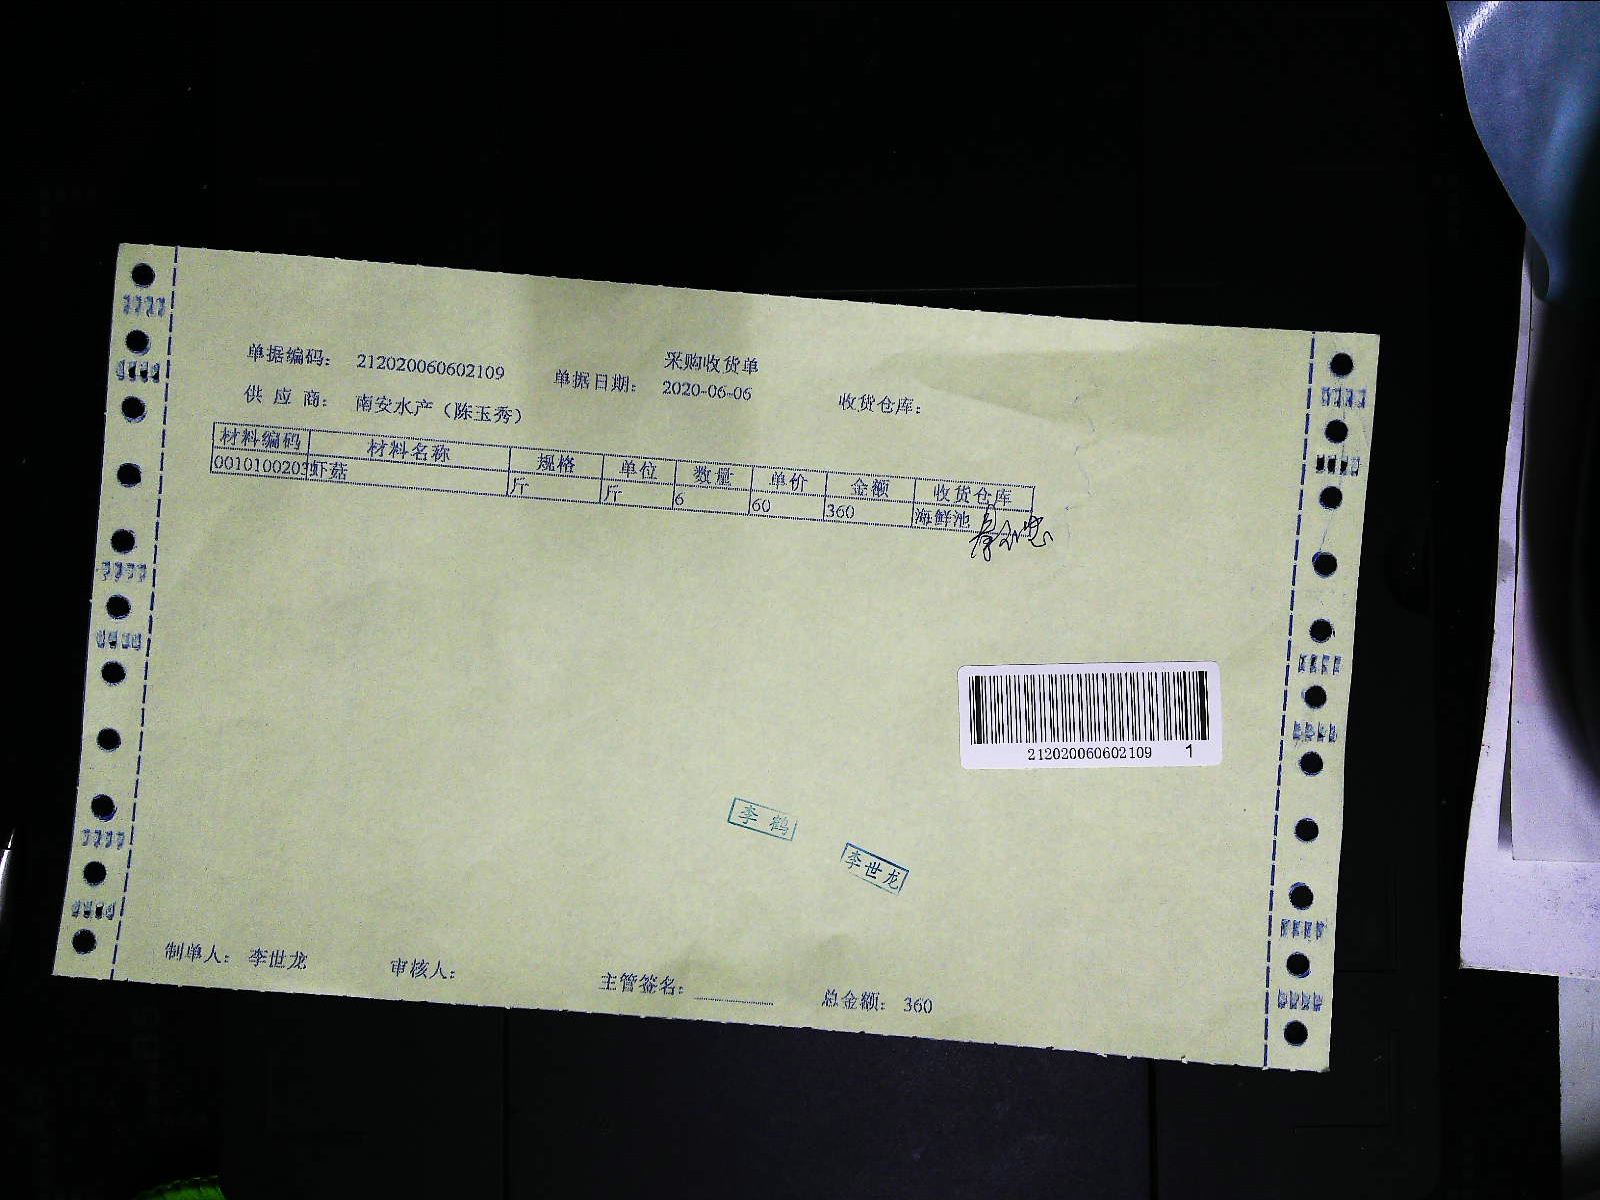 采购收货单
单据编码： 212020060602109 单据日期： 2020-06-06 收货仓库：
供 应 商： 南安水产（陈玉秀）
材料编码 材料名称 规格 单位 数量 单价 金额 收货仓库
0010100203 虾菇 斤 斤 6 60 360 海鲜池
212020060602109 1
李鹤
李世龙
制单人： 李世龙 审核人： 主管签名： 总金额： 360